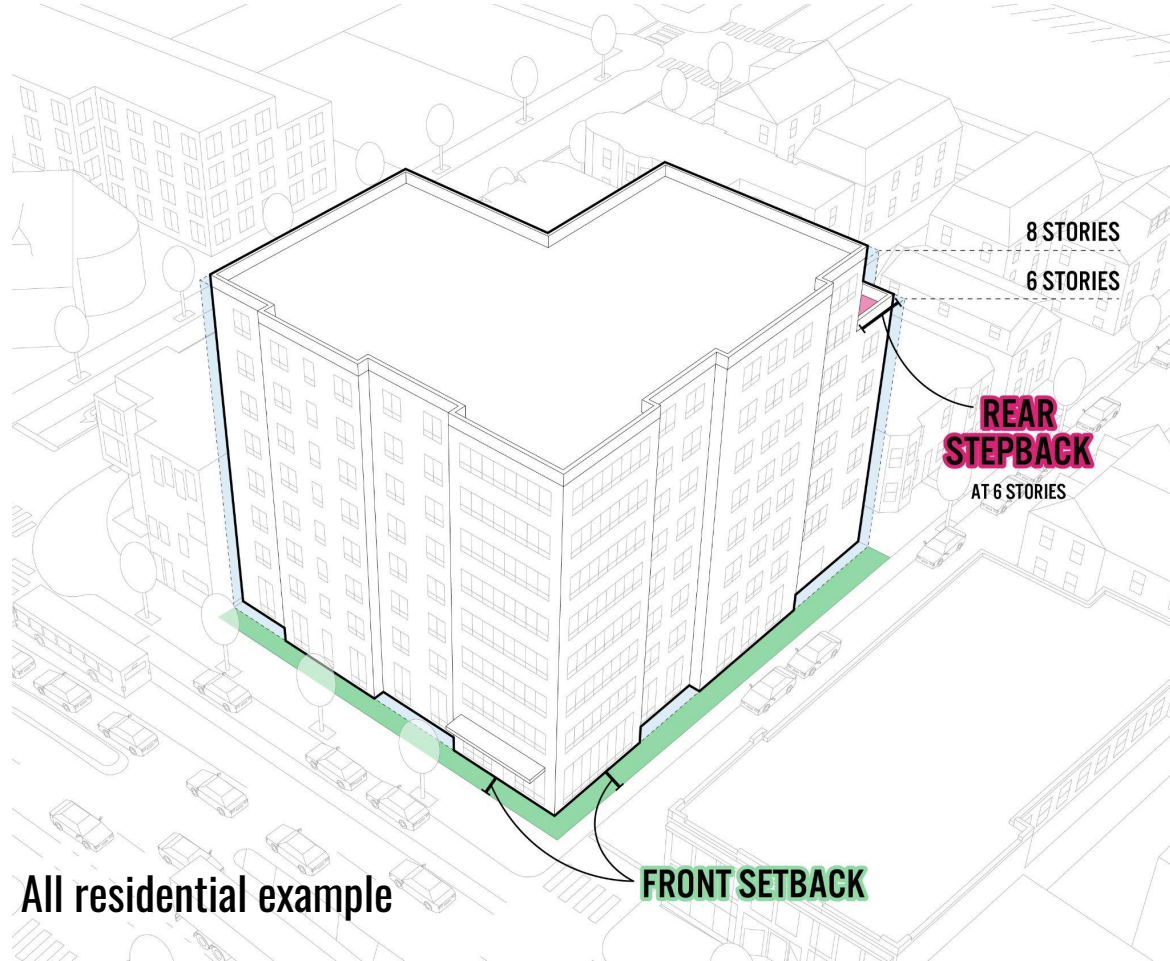 8 STORIES
6 STORIES
REAR
STEPBACK
AT 6 STORIES
FRONT SETBACK
All residential example